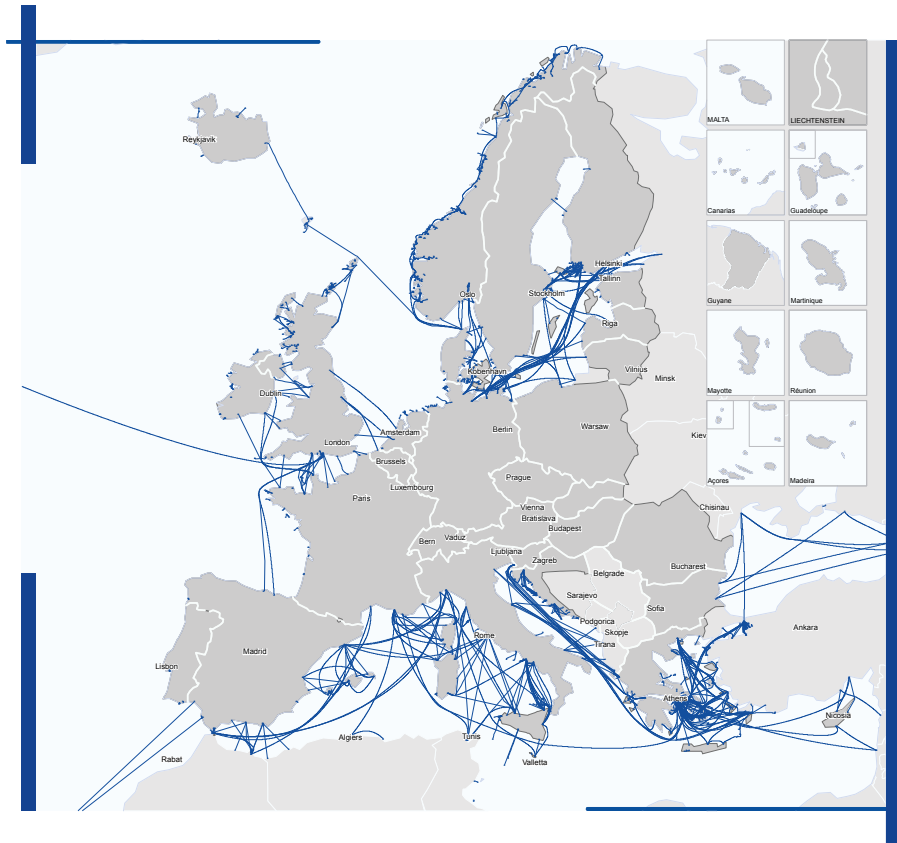 MALTA
LIECHTENSTEIN
Reykjavik
Canarias
Guadeloupe
Helsinki
Tallinn
Oslo
Stockholm
Guyane
Martinique
Riga
København
Vilnius
Minsk
Dublin
Mayotte
Réunion
Amsterdam
Berlin
Warsaw
London
Kiev
Brussels
Prague
Açores
Madeira
Luxembourg
Paris
Vienna
Chisinau
Bratislava
Budapest
Bern
Vaduz
Ljubljana
Zagreb
Bucharest
Belgrade
Sarajevo
Sofia
Podgorica
Skopje
Ankara
Rome
Tirana
Madrid
Lisbon
Athens
Nicosia
Algiers
Tunis
Rabat
Valletta